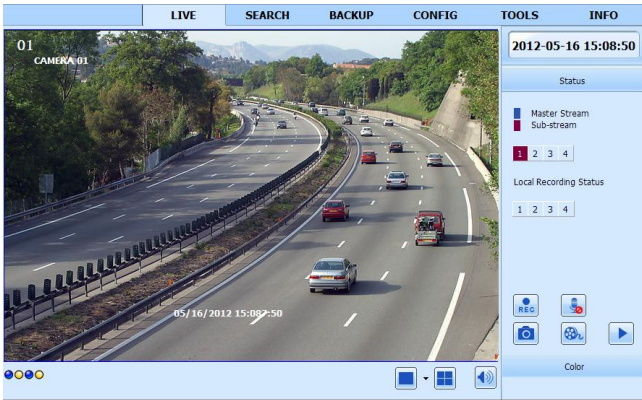 LIVE SEARCH BACKUP CONFIG TOOLS INFO
01
CAMERA 01
05/16/2012 15:08?:50
2012-05-16 15:08:50
Status
Master Stream
Sub-stream
1 2 3 4
Local Recording Status
1 2 3 4
REC
Color